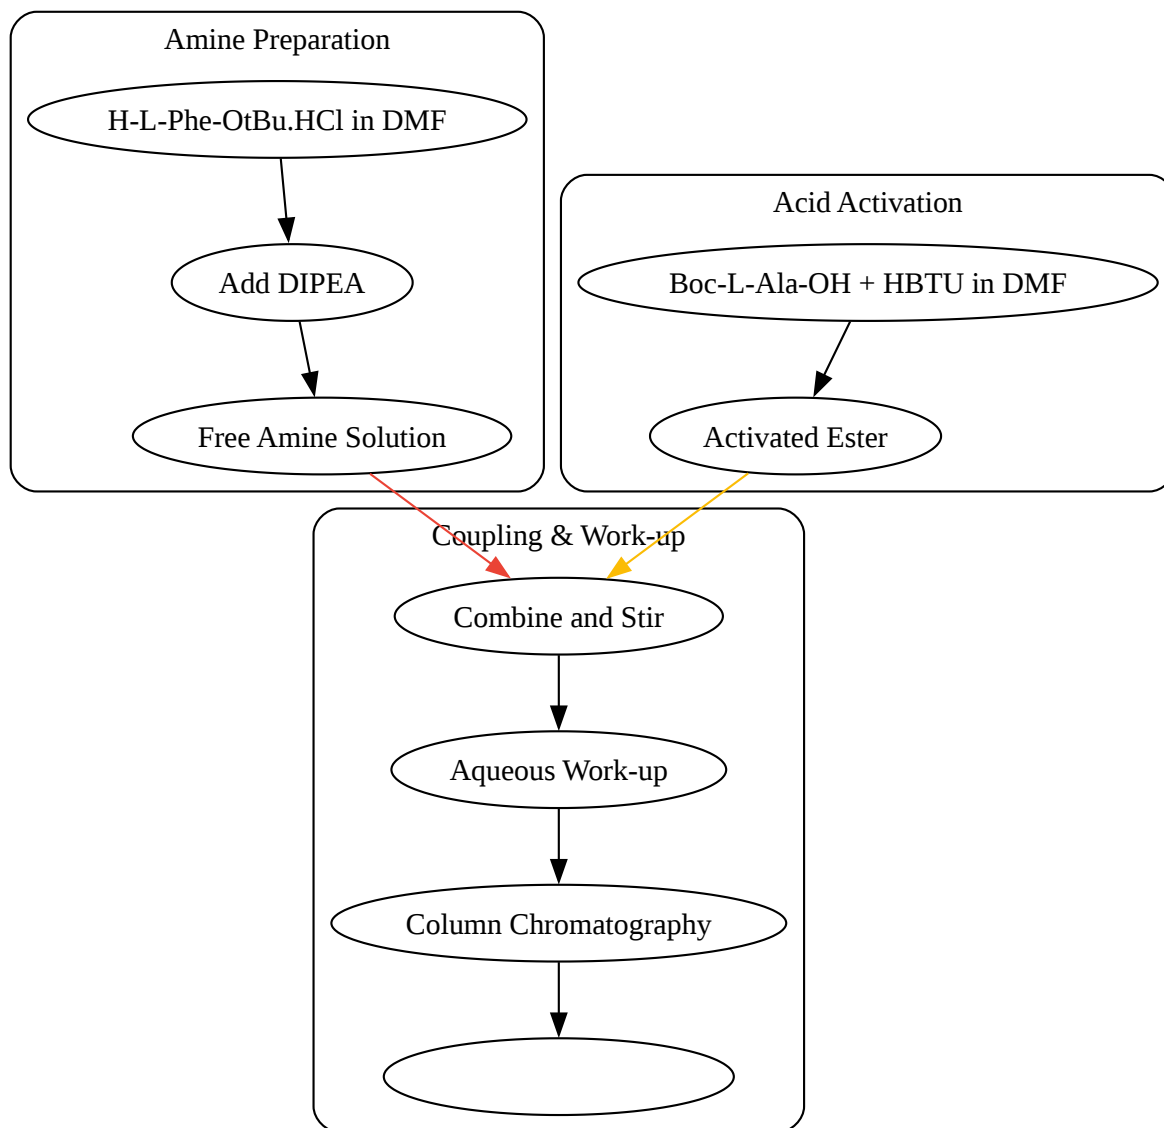 Amine Preparation
H-L-Phe-OtBu.HCl in DMF
Add DIPEA
Free Amine Solution
Acid Activation
Boc-L-Ala-OH + HBTU in DMF
Activated Ester
Coupling & Work-up
Combine and Stir
Aqueous Work-up
Column Chromatography